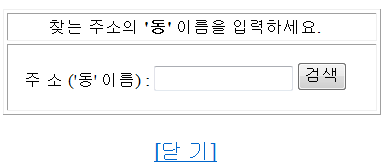 찾는 주소의 '동' 이름을 입력하세요.
주 소 ('동' 이름) : 검색
[닫 기]